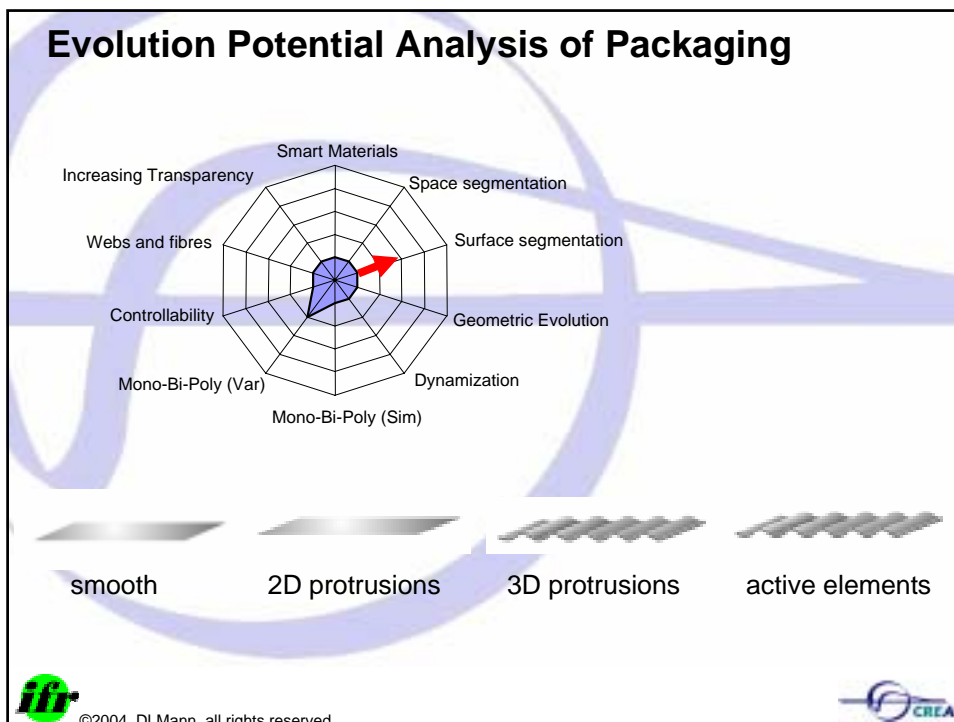 Evolution Potential Analysis of Packaging
Smart Materials
Increasing Transparency
Space segmentation
Webs and fibres
Surface segmentation
Controllability
Geometric Evolution
Mono-Bi-Poly (Var)
Dynamization
Mono-Bi-Poly (Sim)
smooth 2D protrusions 3D protrusions active elements
ifr
©2004, DLMann, all rights reserved
CREA